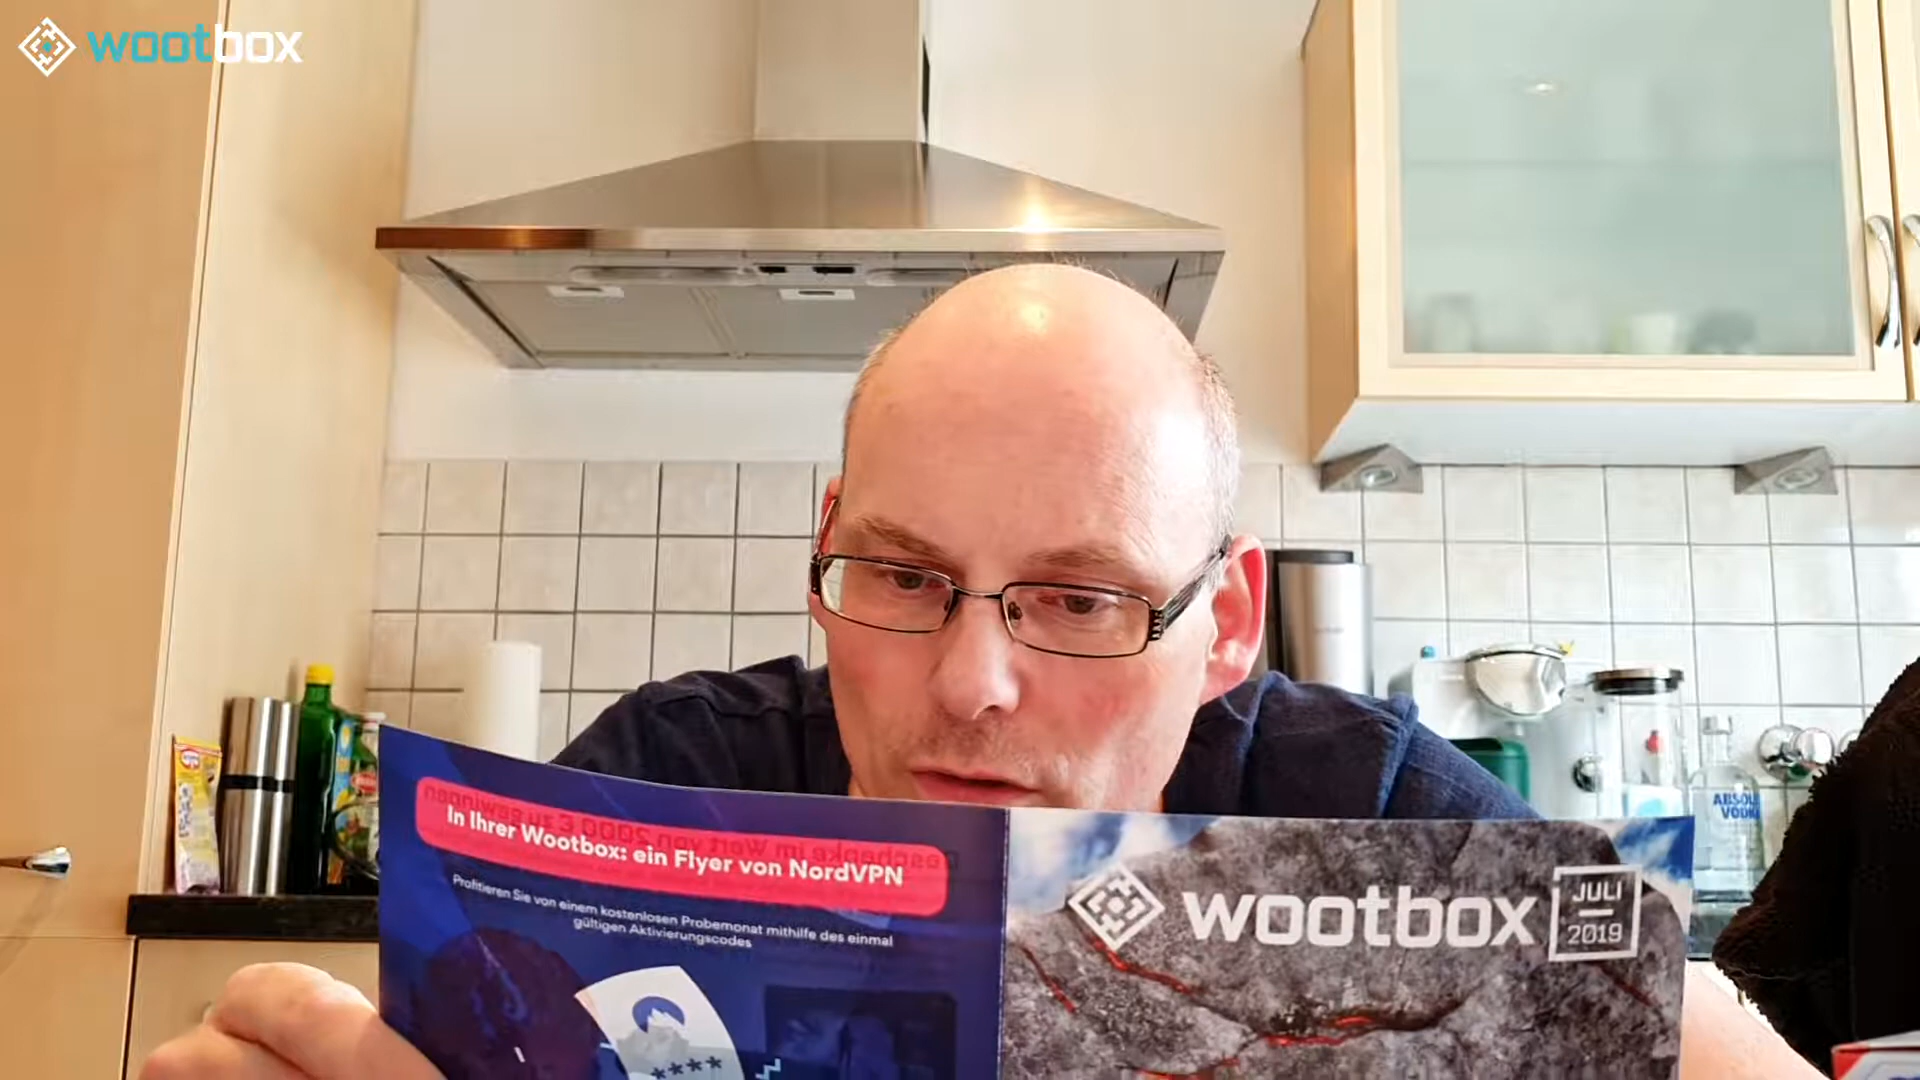 wootbox
In Ihrer Wootbox: ein Flyer von NordVPN
Profitieren Sie von einem kostenlosen Probemonat mithilfe des einmal
gültigen Aktivierungscodes
****
wootbox
JULI
2019
ABSOLUT
VODKA